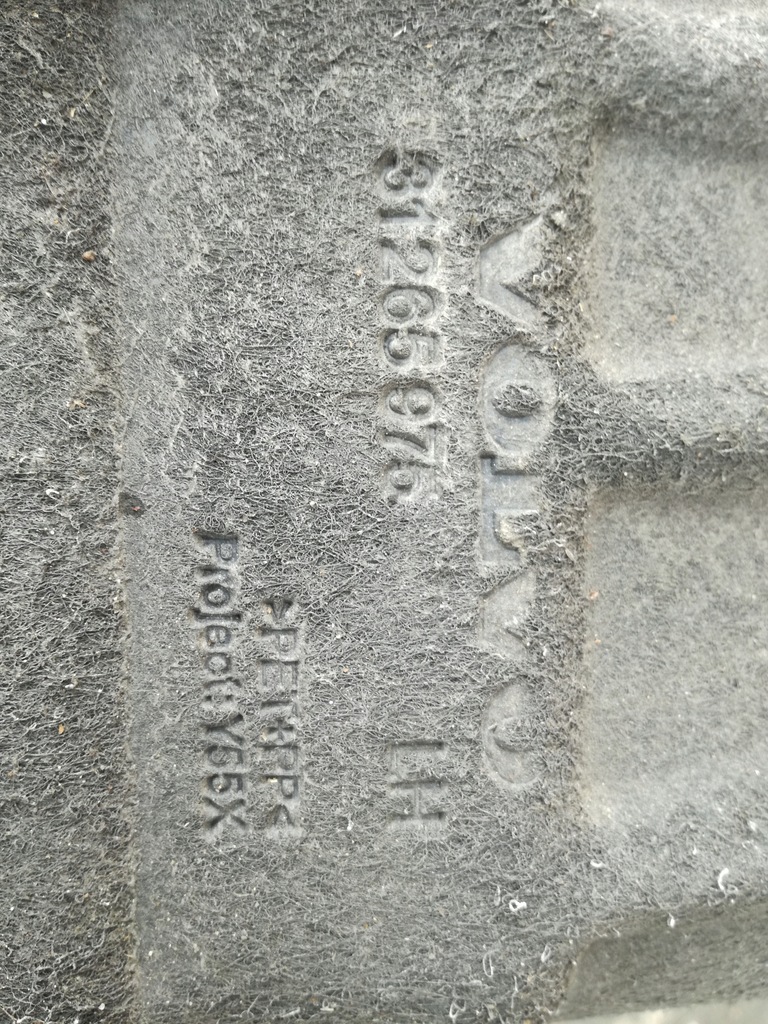 VOLVO
31265975 LH
>PET+PP<
Project: Y55X